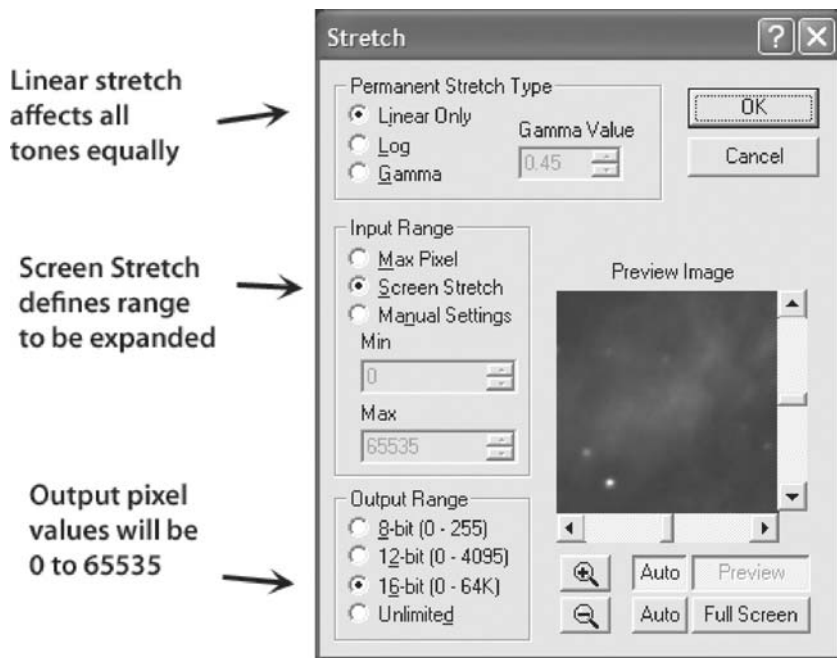 Stretch
Linear stretch
affects all
tones equally
Permanent Stretch Type
Linear Only
Log
Gamma
Gamma Value
0.45
OK
Cancel
Screen Stretch
defines range
to be expanded
Input Range
Max Pixel
Screen Stretch
Manual Settings
Min
0
Max
65535
Preview Image
Output pixel
values will be
0 to 65535
Output Range
8-bit (0 - 255)
12-bit (0 - 4095)
16-bit (0 - 64K)
Unlimited
Auto Preview
Auto Full Screen